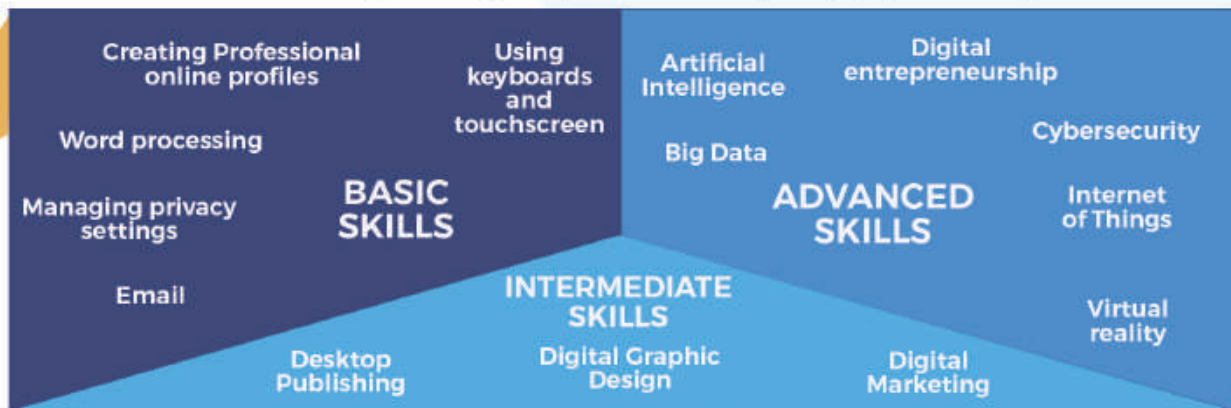 Creating Professional
online profiles
Using
keyboards
and
touchscreen
Word processing
Managing privacy
settings
BASIC
SKILLS
Email
Artificial
Intelligence
Digital
entrepreneurship
Cybersecurity
Big Data
ADVANCED
SKILLS
Internet
of Things
Virtual
reality
INTERMEDIATE
SKILLS
Desktop
Publishing
Digital Graphic
Design
Digital
Marketing